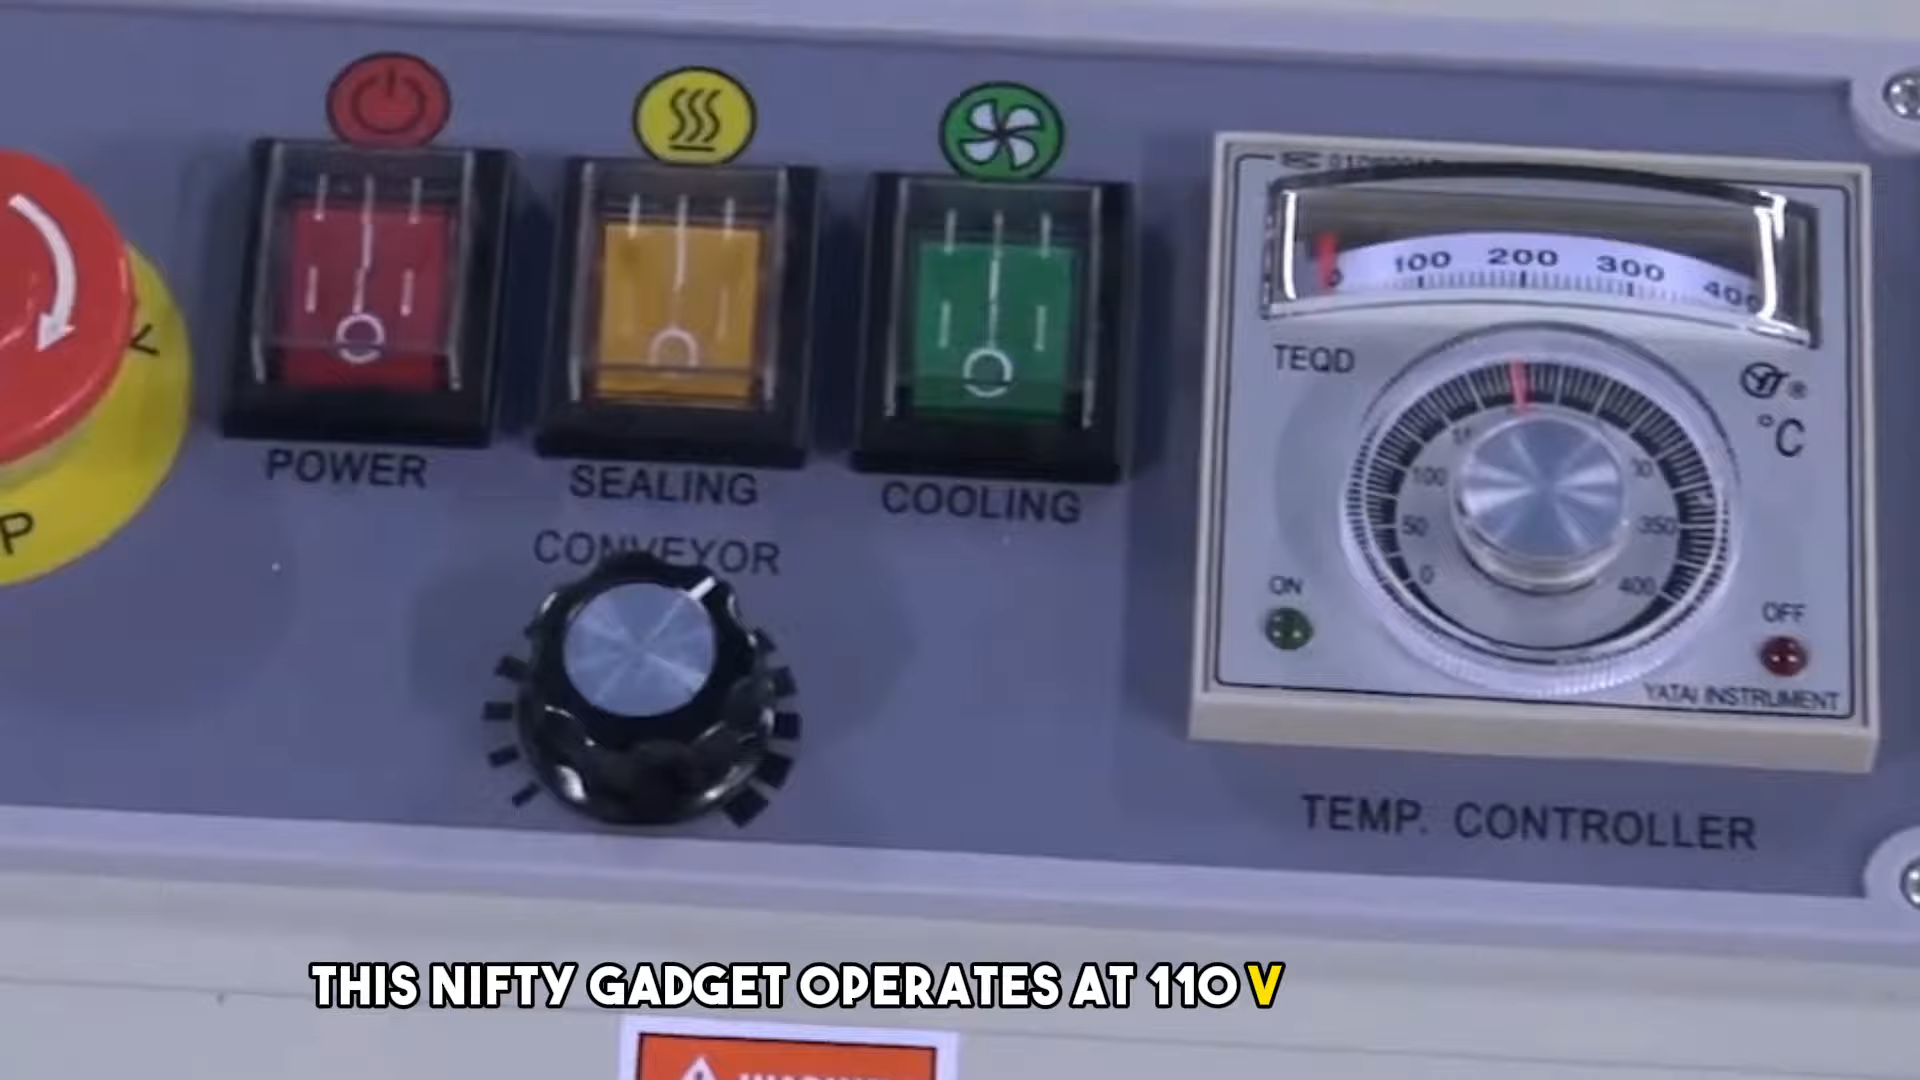 100 200 300 400
TEQD
°C
100
50
0
350
400
ON
OFF
YATAI INSTRUMENT
POWER
SEALING
COOLING
CONVEYOR
P
TEMP. CONTROLLER
THIS NIFTY GADGET OPERATES AT 110 V